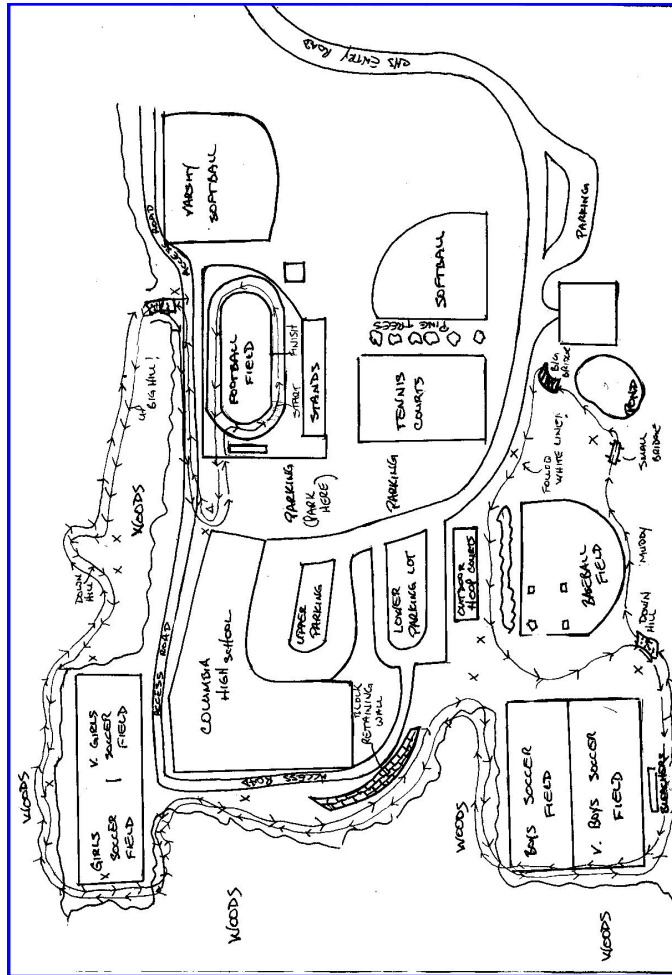 CHS ENTRY ROAD
VARSITY
SOFTBALL
ACCESS ROAD
PARKING
SOFTBALL
PINE TREES
FOOTBALL
FIELD
START
FINISH
STANDS
TENNIS
COURTS
UP
BIG HILL!
WOODS
DOWN
HILL
PARKING
(PARK
HERE)
PARKING
BIG
BRIDGE
POND
FOLLOW
WHITE LINE!
SMALL
BRIDGE
MUDDY
BASEBALL
FIELD
DOWN
HILL
OUTDOOR
HOOP COURTS
UPPER
PARKING
LOWER
PARKING LOT
COLUMBIA
HIGH SCHOOL
ACCESS ROAD
BLOCK
RETAINING
WALL
ACCESS ROAD
V. GIRLS
SOCCER
FIELD
GIRLS
SOCCER
FIELD
WOODS
WOODS
WOODS
BOYS SOCCER
FIELD
V. BOYS SOCCER
FIELD
WOODS